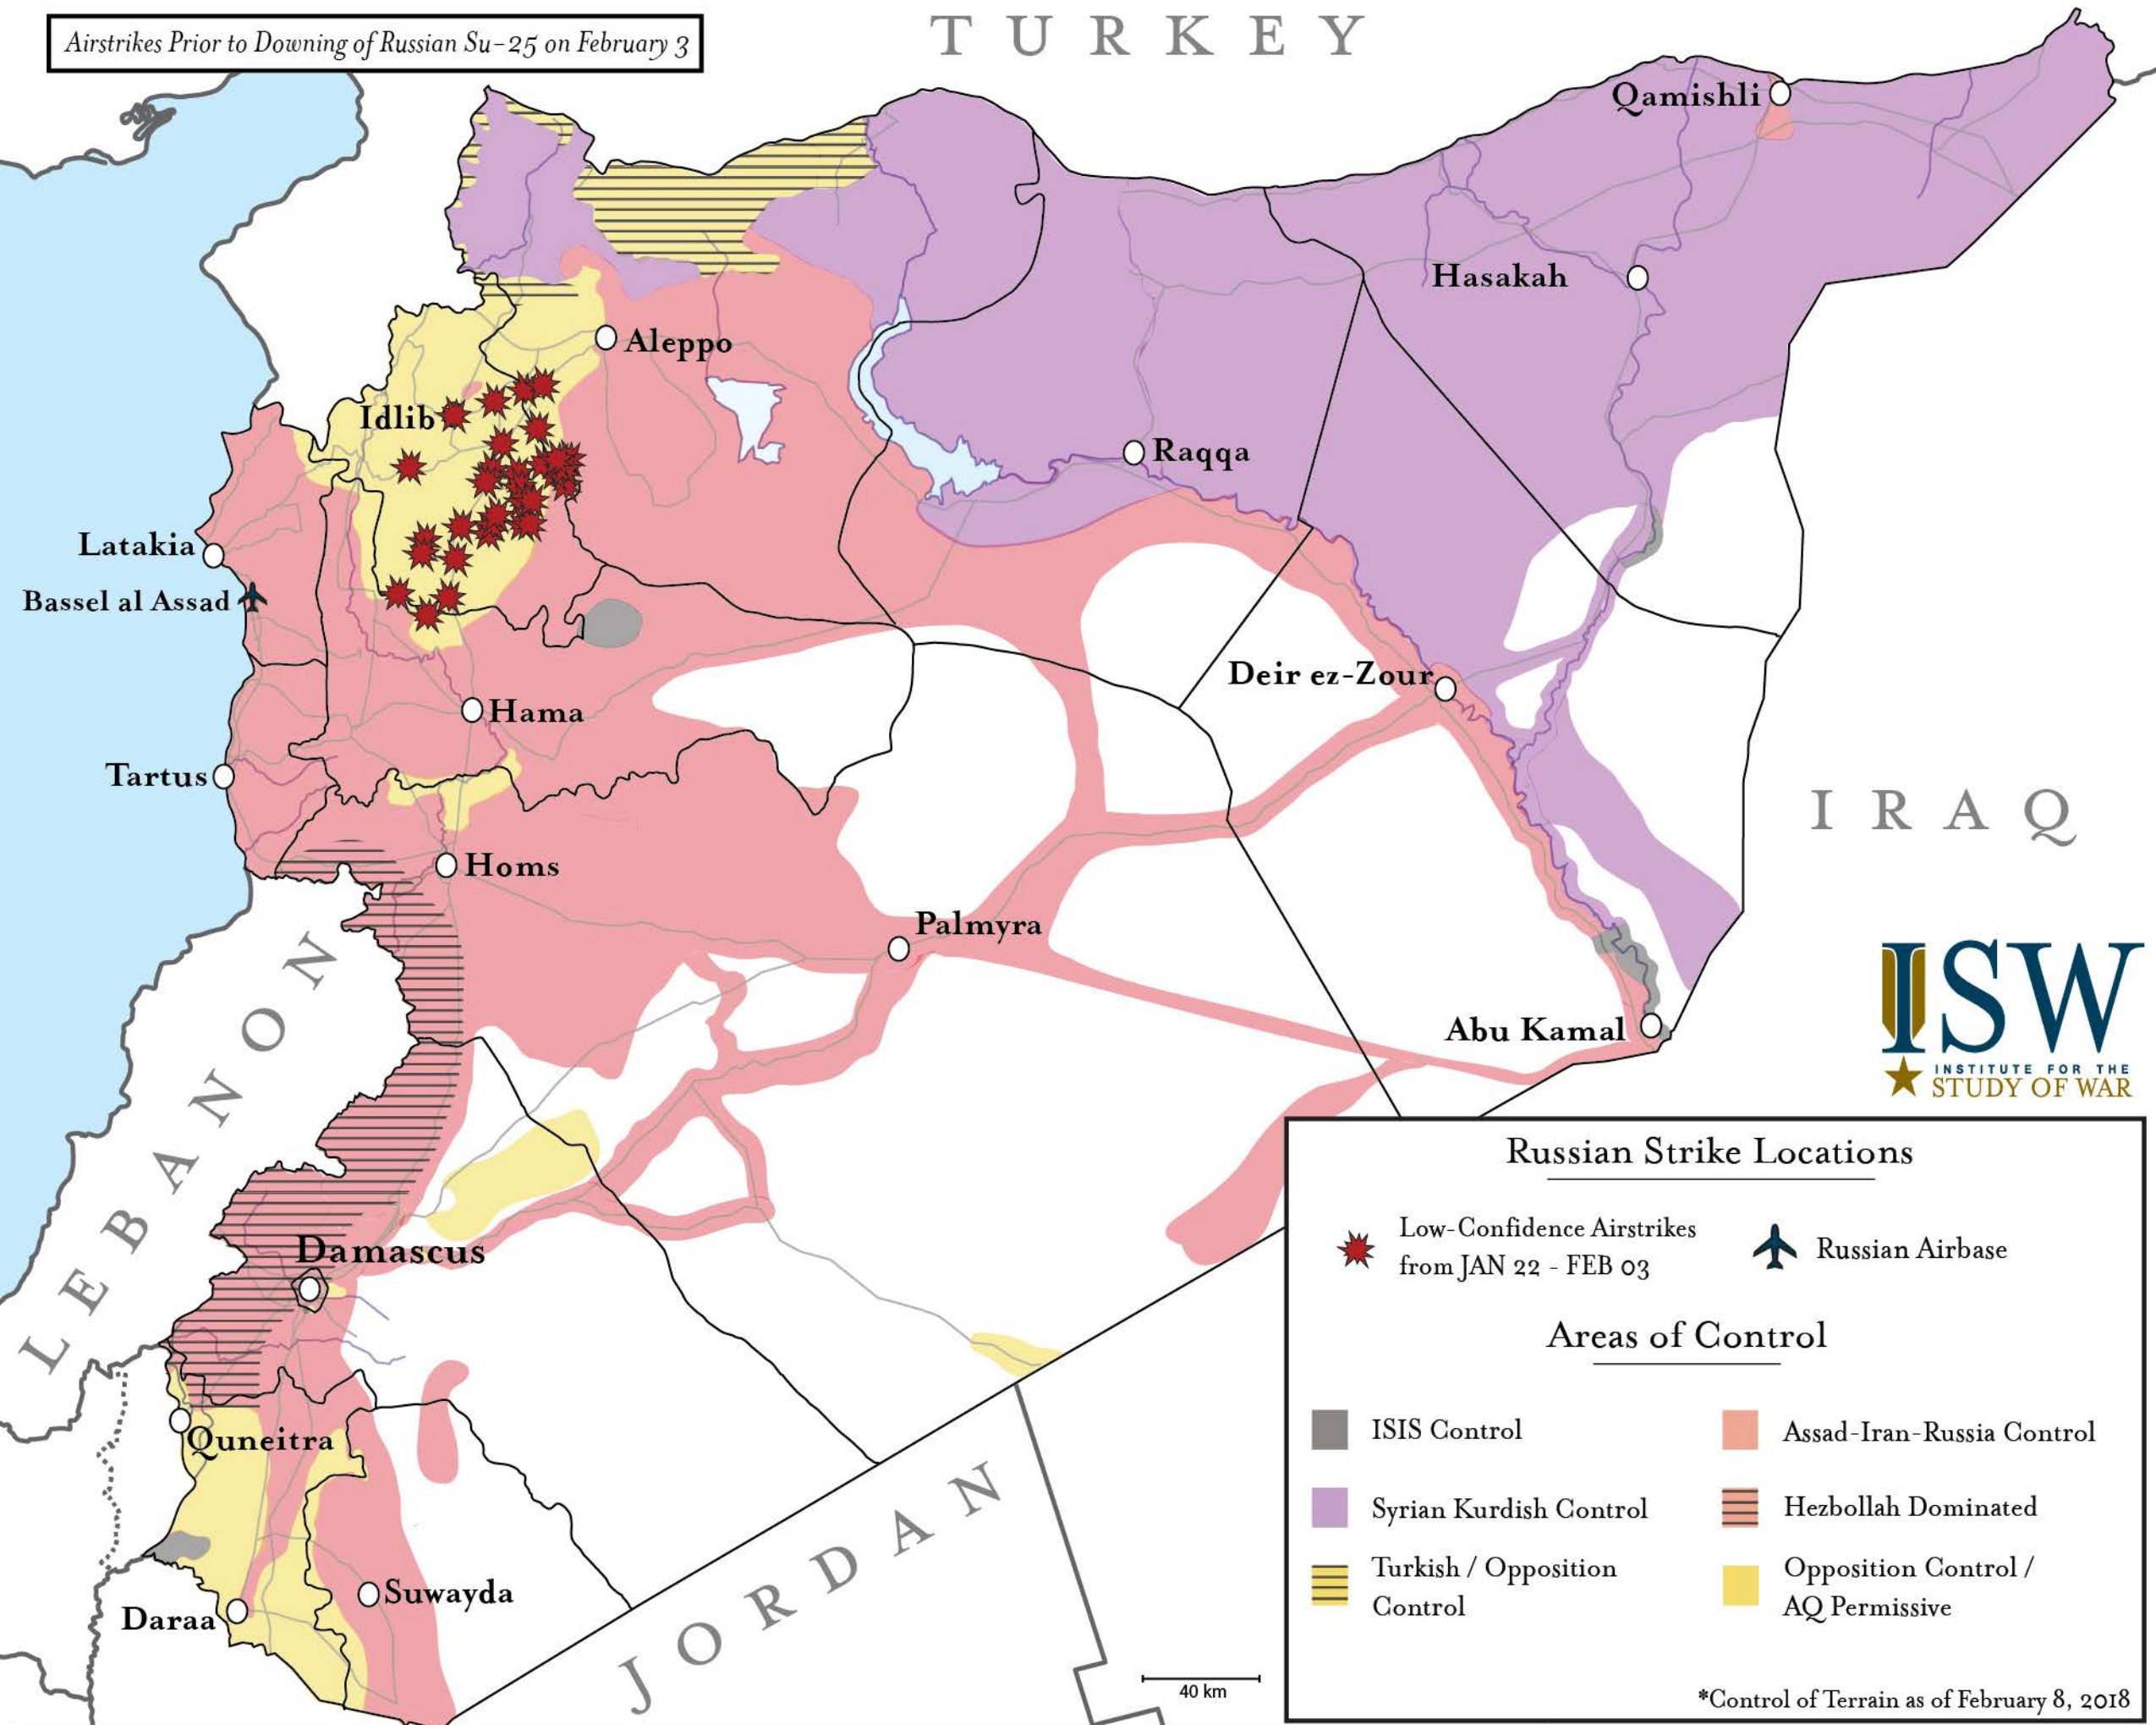 Airstrikes Prior to Downing of Russian Su-25 on February 3
TURKEY
Qamishli
Hasakah
Aleppo
Idlib
Raqqa
Latakia
Bassel al Assad
Deir ez-Zour
Hama
Tartus
IRAQ
Homs
Palmyra
LEBANON
Abu Kamal
ISW
INSTITUTE FOR THE
STUDY OF WAR
Damascus
Quneitra
JORDAN
Suwayda
Daraa
40 km
Russian Strike Locations
Low-Confidence Airstrikes
from JAN 22 - FEB 03
Russian Airbase
Areas of Control
ISIS Control
Assad-Iran-Russia Control
Syrian Kurdish Control
Hezbollah Dominated
Turkish / Opposition
Control
Opposition Control /
AQ Permissive
*Control of Terrain as of February 8, 2018